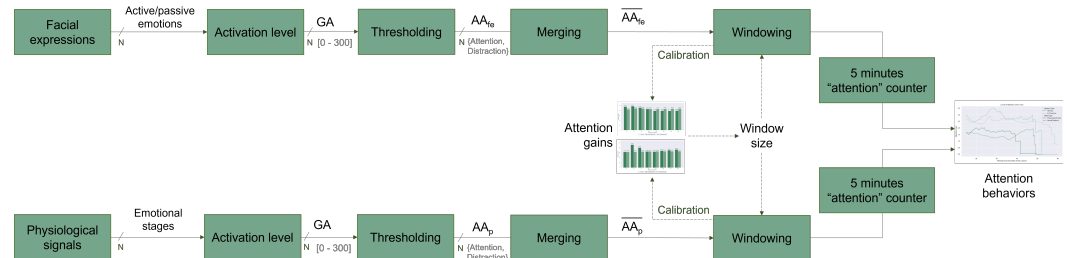 Facial
expressions
N
Active/passive
emotions
Activation level
GA
N [0 - 300]
Thresholding
AAfe
N {Attention,
Distraction}
Merging
AAfe
Windowing
Calibration
5 minutes
“attention” counter
Attention
gains
Window
size
Attention
behaviors
Physiological
signals
N
Emotional
stages
Activation level
GA
N [0 - 300]
Thresholding
AAp
N {Attention,
Distraction}
Merging
AAp
Calibration
Windowing
5 minutes
“attention” counter